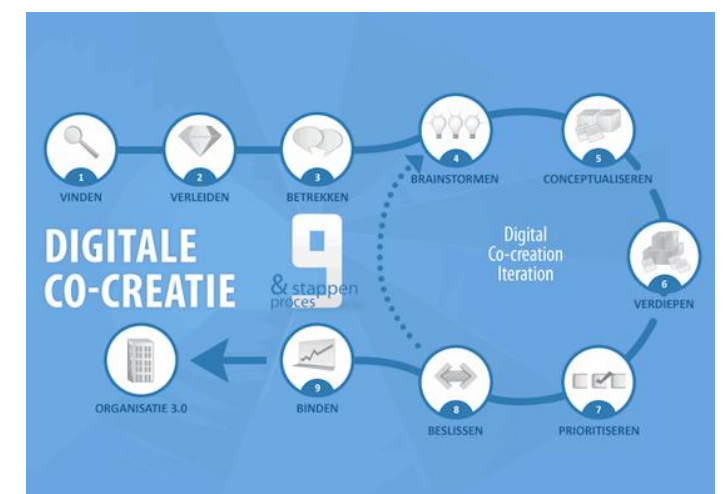 1
VINDEN
2
VERLEIDEN
3
BETREKKEN
4
BRAINSTORMEN
5
CONCEPTUALISEREN
6
VERDIEPEN
7
PRIORITISEREN
8
BESLISSEN
9
BINDEN
ORGANISATIE 3.0
DIGITALE
CO-CREATIE
9
& stappen
proces
Digital
Co-creation
Iteration